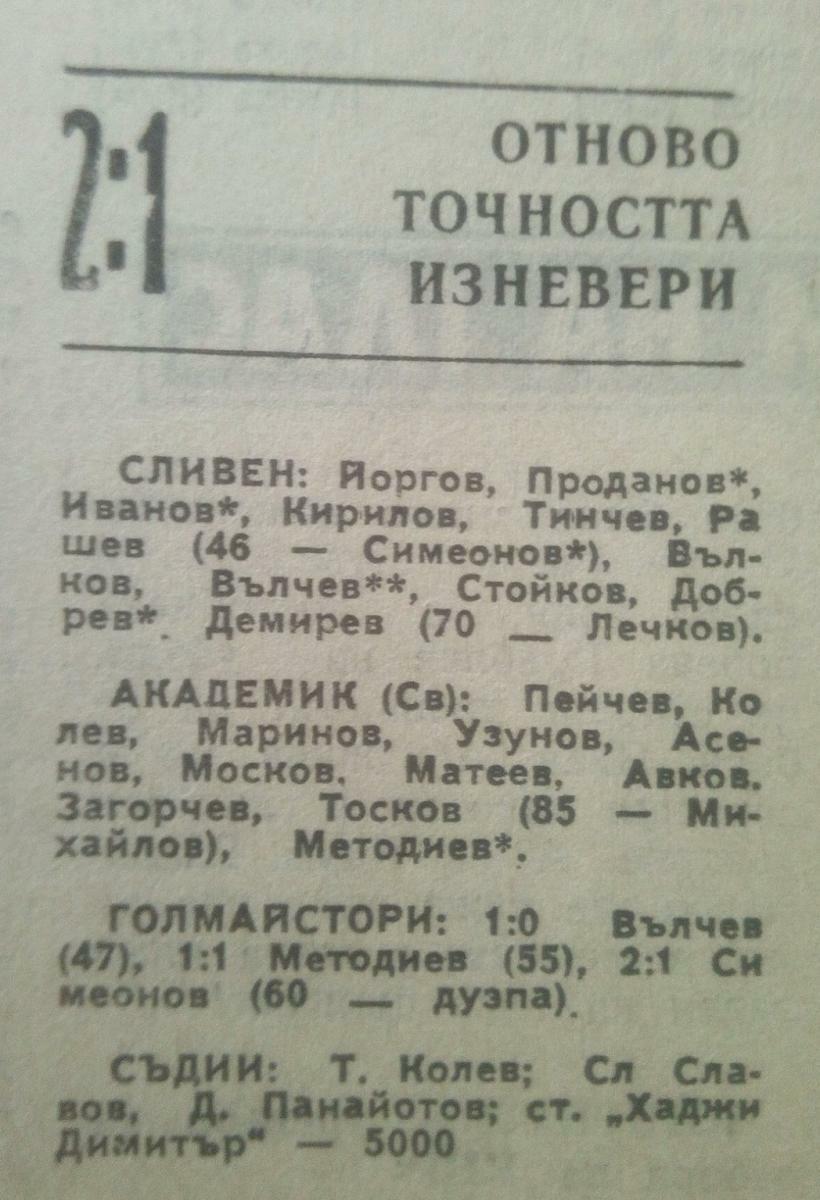 2:1
ОТНОВО
ТОЧНОСТТА
ИЗНЕВЕРИ
СЛИВЕН: Йоргов, Проданов*,
Иванов*, Кирилов, Тинчев, Ра
шев (46 — Симеонов*), Въл-
ков, Вълчев**, Стойков, Доб-
рев*. Демирев (70 — Лечков).
АКАДЕМИК (Св): Пейчев, Ко
лев, Маринов, Узунов, Асе-
нов, Москов. Матеев, Авков.
Загорчев, Тосков (85 — Ми-
хайлов), Методиев*.
ГОЛМАЙСТОРИ: 1:0 Вълчев
(47), 1:1 Методиев (55), 2:1 Си
меонов (60 — дузпа).
СЪДИИ: Т. Колев; Сл Сла-
вов, Д. Панайотов; ст. „Хаджи
Димитър“ — 5000